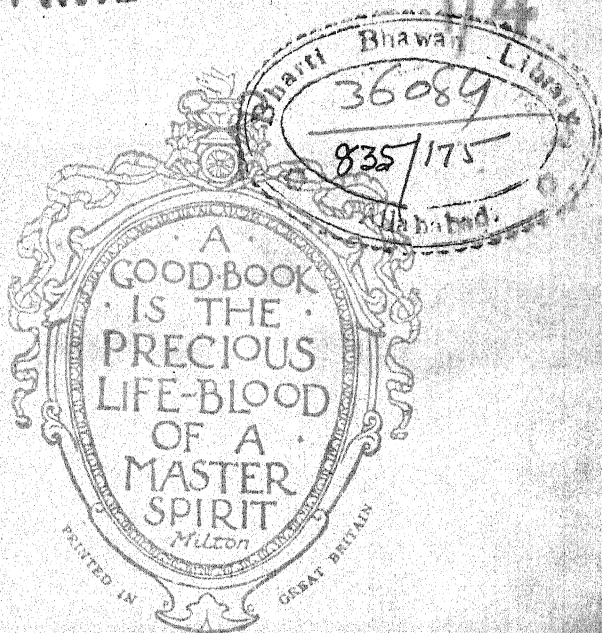 Bharti Bhawan Library
36089
835/175
Allahabad.
· A ·
GOOD·BOOK
· IS THE ·
PRECIOUS
LIFE-BLOOD
OF A ·
MASTER
SPIRIT
Milton
PRINTED IN GREAT BRITAIN